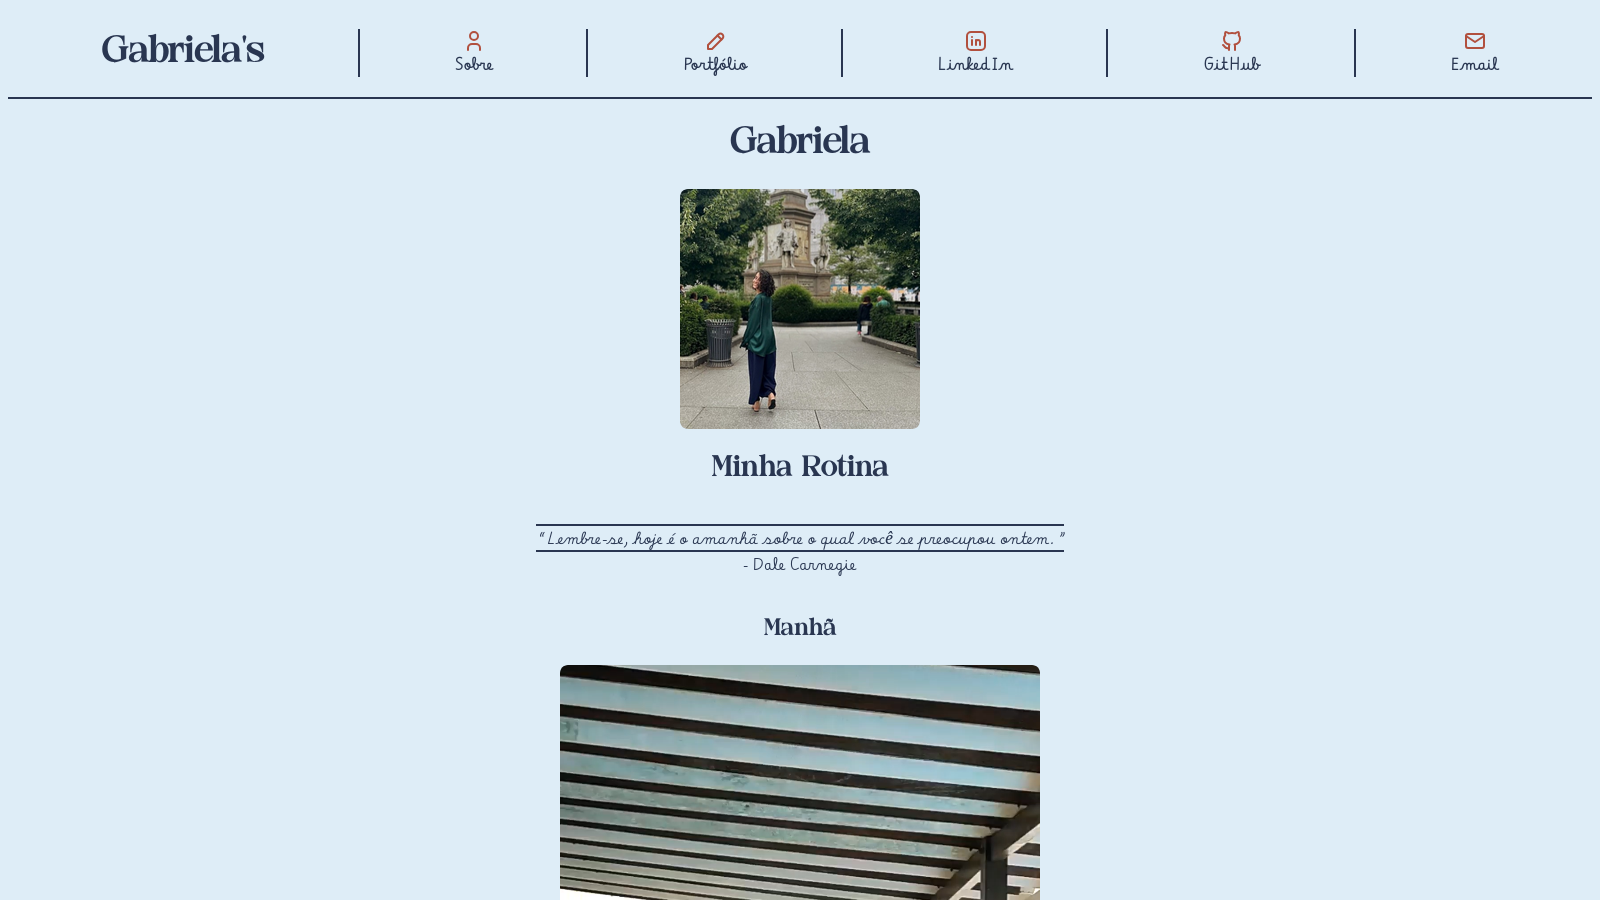 Gabriela's
Sobre
Portfólio
LinkedIn
GitHub
Email
Gabriela
Minha Rotina
" Lembre-se, hoje é o amanhã sobre o qual você se preocupou ontem. "
- Dale Carnegie
Manhã